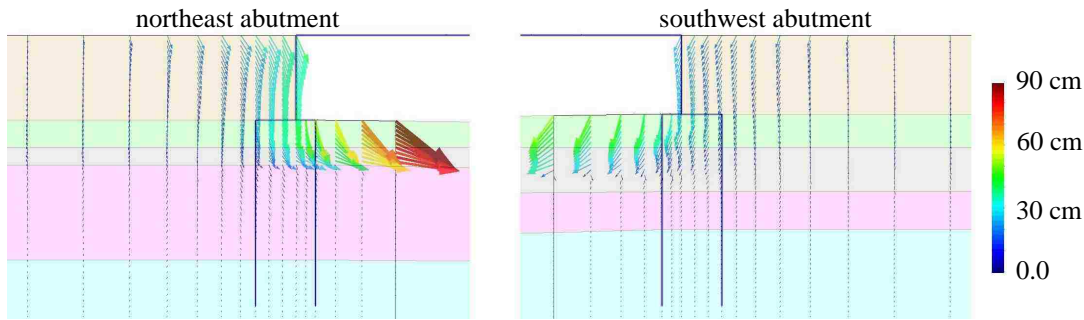 northeast abutment
southwest abutment
90 cm
60 cm
30 cm
0.0